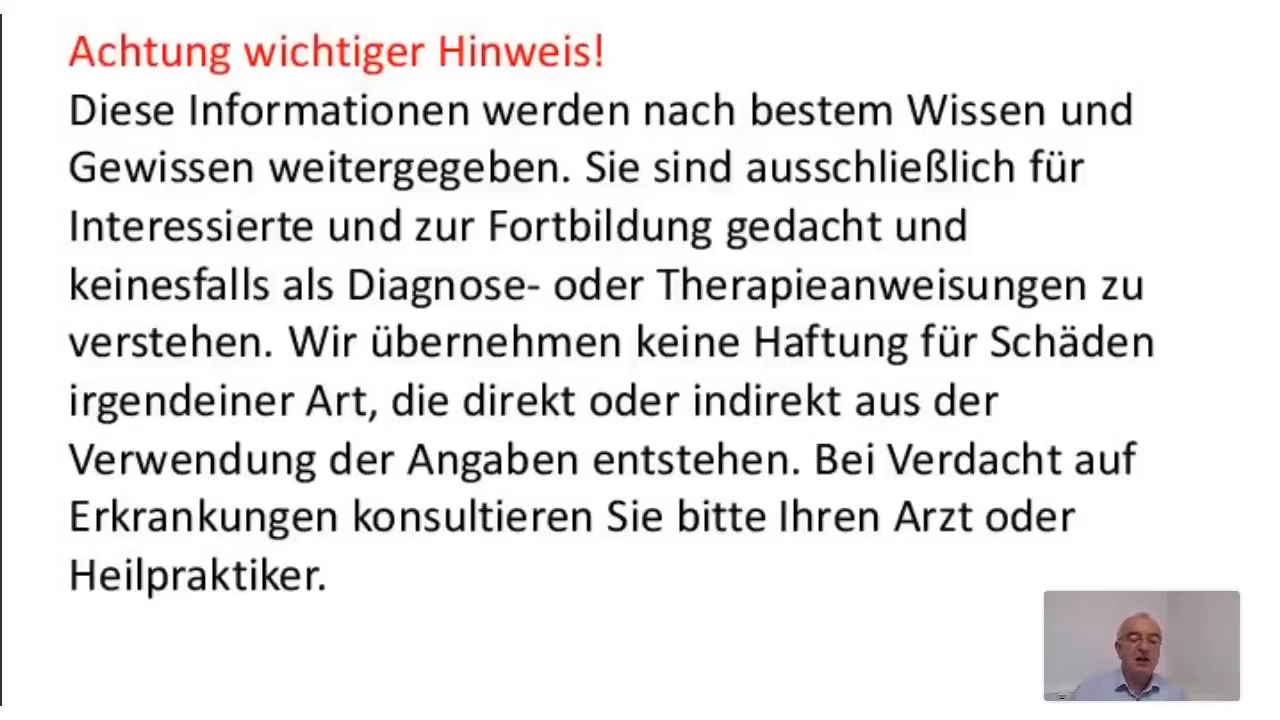 Achtung wichtiger Hinweis!
Diese Informationen werden nach bestem Wissen und
Gewissen weitergegeben. Sie sind ausschließlich für
Interessierte und zur Fortbildung gedacht und
keinesfalls als Diagnose- oder Therapieanweisungen zu
verstehen. Wir übernehmen keine Haftung für Schäden
irgendeiner Art, die direkt oder indirekt aus der
Verwendung der Angaben entstehen. Bei Verdacht auf
Erkrankungen konsultieren Sie bitte Ihren Arzt oder
Heilpraktiker.